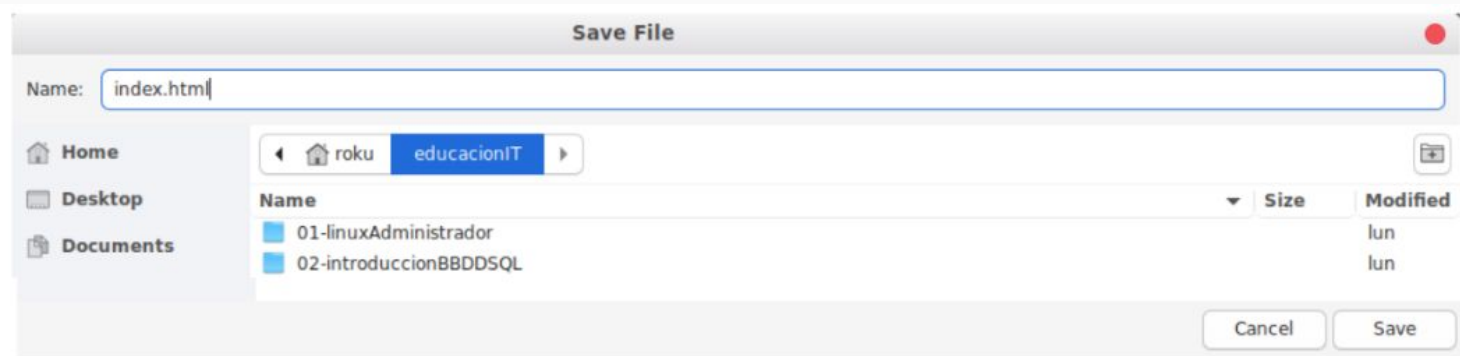 Save File
Name: index.html
Home
roku educacionIT
Desktop
Name Size Modified
Documents
01-linuxAdministrador lun
02-introduccionBBDDSQL lun
Cancel Save